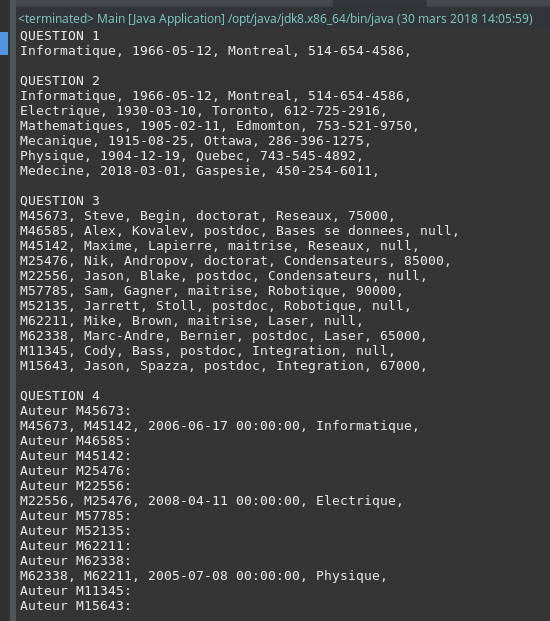 <terminated> Main [Java Application] /opt/java/jdk8.x86_64/bin/java (30 mars 2018 14:05:59)
QUESTION 1
Informatique, 1966-05-12, Montreal, 514-654-4586,
QUESTION 2
Informatique, 1966-05-12, Montreal, 514-654-4586,
Electrique, 1930-03-10, Toronto, 612-725-2916,
Mathematiques, 1905-02-11, Edmomton, 753-521-9750,
Mecanique, 1915-08-25, Ottawa, 286-396-1275,
Physique, 1904-12-19, Quebec, 743-545-4892,
Medecine, 2018-03-01, Gaspesie, 450-254-6011,
QUESTION 3
M45673, Steve, Begin, doctorat, Reseaux, 75000,
M46585, Alex, Kovalev, postdoc, Bases se donnees, null,
M45142, Maxime, Lapierre, maitrise, Reseaux, null,
M25476, Nik, Andropov, doctorat, Condensateurs, 85000,
M22556, Jason, Blake, postdoc, Condensateurs, null,
M57785, Sam, Gagner, maitrise, Robotique, 90000,
M52135, Jarrett, Stoll, postdoc, Robotique, null,
M62211, Mike, Brown, maitrise, Laser, null,
M62338, Marc-Andre, Bernier, postdoc, Laser, 65000,
M11345, Cody, Bass, postdoc, Integration, null,
M15643, Jason, Spazza, postdoc, Integration, 67000,
QUESTION 4
Auteur M45673:
M45673, M45142, 2006-06-17 00:00:00, Informatique,
Auteur M46585:
Auteur M45142:
Auteur M25476:
Auteur M22556:
M22556, M25476, 2008-04-11 00:00:00, Electrique,
Auteur M57785:
Auteur M52135:
Auteur M62211:
Auteur M62338:
M62338, M62211, 2005-07-08 00:00:00, Physique,
Auteur M11345:
Auteur M15643: